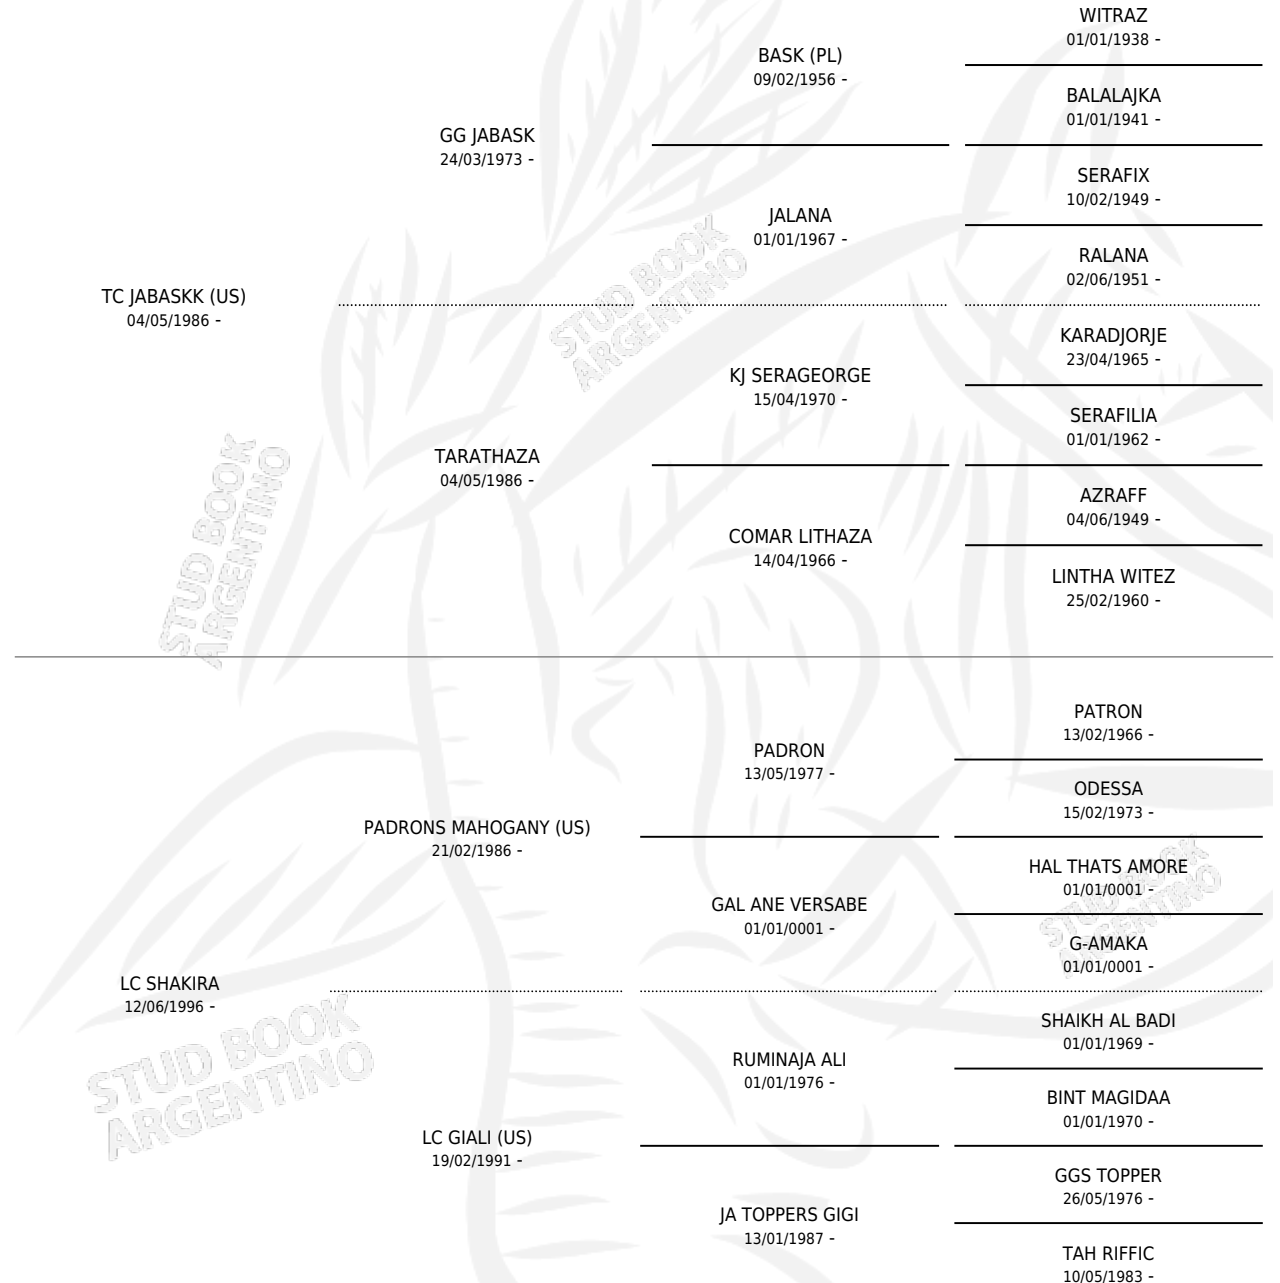 WITRAZ
01/01/1938 -
BASK (PL)
09/02/1956 -
BALALAJKA
01/01/1941 -
GG JABASK
24/03/1973 -
SERAFIX
10/02/1949 -
JALANA
01/01/1967 -
RALANA
02/06/1951 -
TC JABASKK (US)
04/05/1986 -
KARADJORJE
23/04/1965 -
KJ SERAGEORGE
15/04/1970 -
SERAFILIA
01/01/1962 -
TARATHAZA
04/05/1986 -
AZRAFF
04/06/1949 -
COMAR LITHAZA
14/04/1966 -
LINTHA WITEZ
25/02/1960 -
STUD BOOK
ARGENTINO
STUD BOOK
ARGENTINO
PATRON
13/02/1966 -
PADRON
13/05/1977 -
ODESSA
15/02/1973 -
PADRONS MAHOGANY (US)
21/02/1986 -
HAL THATS AMORE
01/01/0001 -
GAL ANE VERSABE
01/01/0001 -
G-AMAKA
01/01/0001 -
LC SHAKIRA
12/06/1996 -
SHAIKH AL BADI
01/01/1969 -
RUMINAJA ALI
01/01/1976 -
BINT MAGIDAA
01/01/1970 -
LC GIALI (US)
19/02/1991 -
GGS TOPPER
26/05/1976 -
JA TOPPERS GIGI
13/01/1987 -
TAH RIFFIC
10/05/1983 -
STUD BOOK
ARGENTINO
STUD BOOK
ARGENTINO